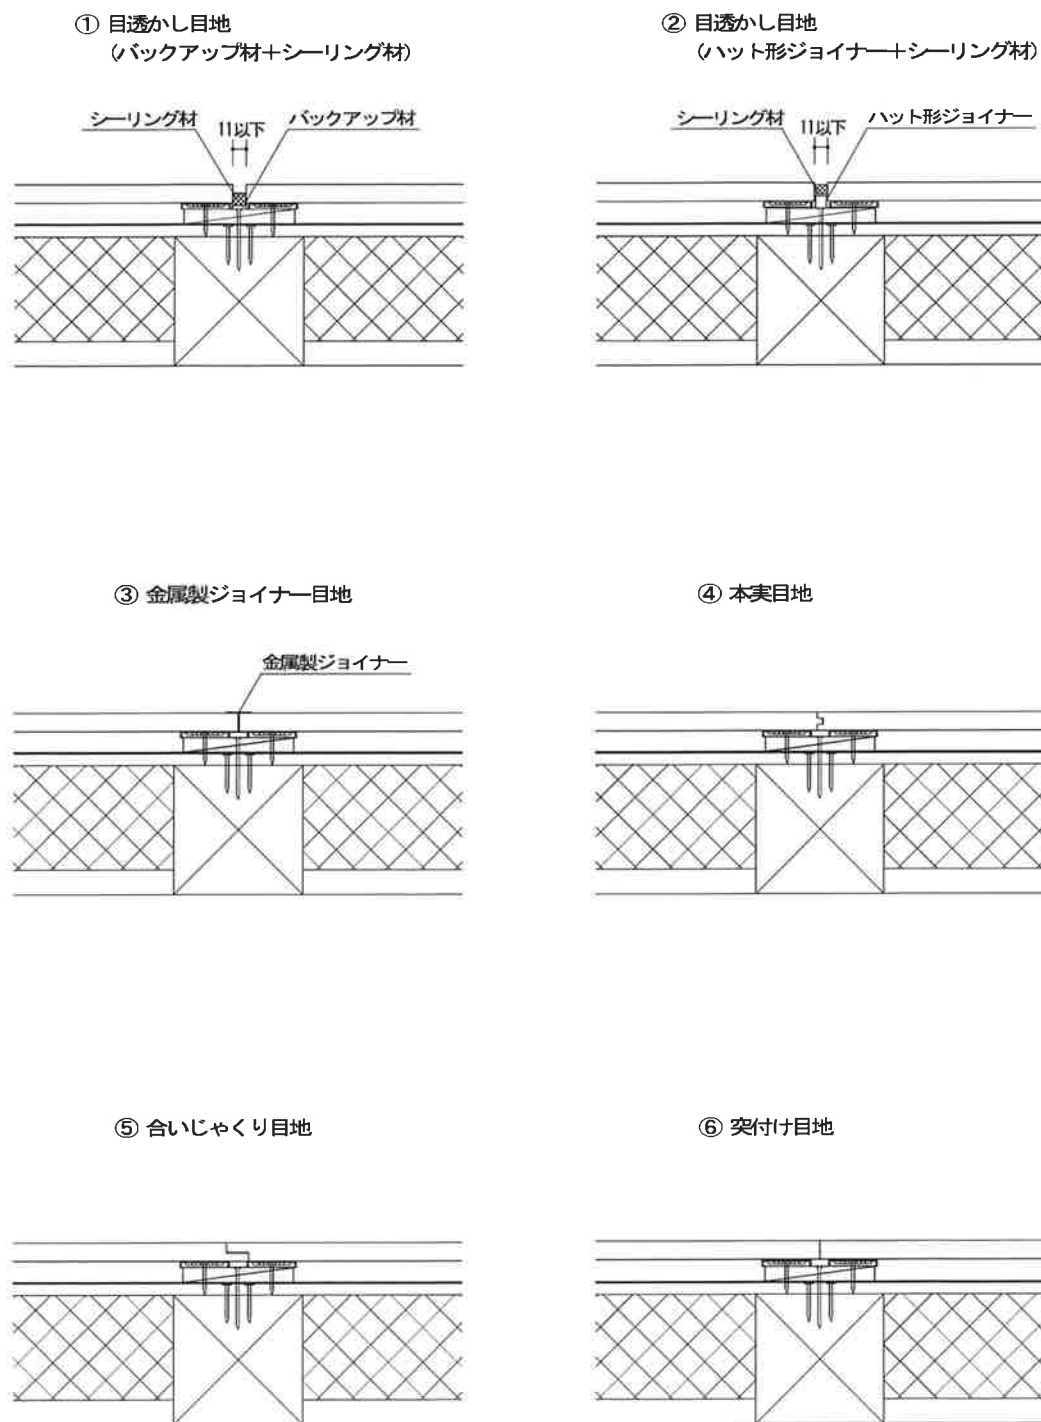 ① 目透かし目地
(バックアップ材＋シーリング材)
シーリング材
11以下
バックアップ材
② 目透かし目地
(ハット形ジョイナー＋シーリング材)
シーリング材
11以下
ハット形ジョイナー
③ 金属製ジョイナー目地
金属製ジョイナー
④ 本実目地
⑤ 合いじゃくり目地
⑥ 突付け目地